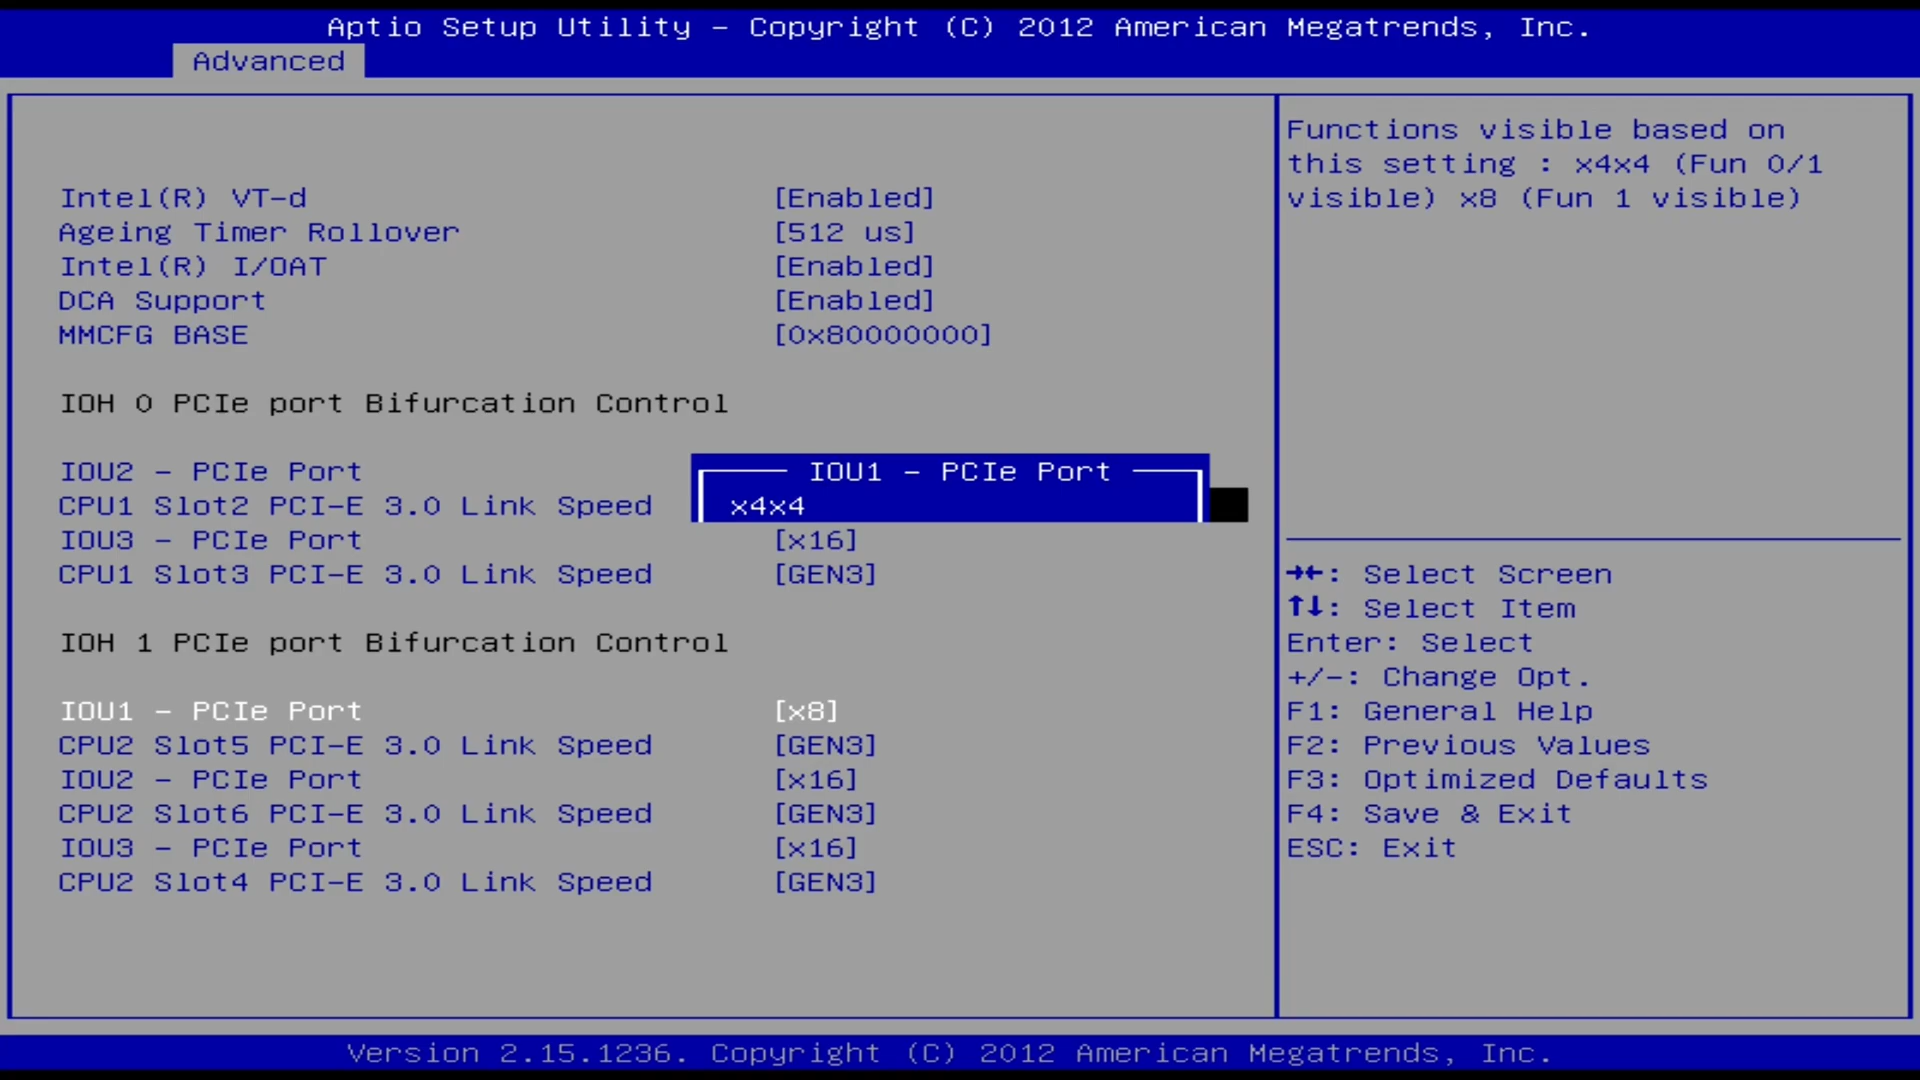 Aptio Setup Utility – Copyright (C) 2012 American Megatrends, Inc.
Advanced
Intel(R) VT-d [Enabled]
Ageing Timer Rollover [512 us]
Intel(R) I/OAT [Enabled]
DCA Support [Enabled]
MMCFG BASE [0x80000000]
IOH 0 PCIe port Bifurcation Control
IOU2 - PCIe Port
CPU1 Slot2 PCI-E 3.0 Link Speed
IOU3 - PCIe Port [x16]
CPU1 Slot3 PCI-E 3.0 Link Speed [GEN3]
IOU1 - PCIe Port
x4x4
IOH 1 PCIe port Bifurcation Control
IOU1 - PCIe Port [x8]
CPU2 Slot5 PCI-E 3.0 Link Speed [GEN3]
IOU2 - PCIe Port [x16]
CPU2 Slot6 PCI-E 3.0 Link Speed [GEN3]
IOU3 - PCIe Port [x16]
CPU2 Slot4 PCI-E 3.0 Link Speed [GEN3]
Functions visible based on
this setting : x4x4 (Fun 0/1
visible) x8 (Fun 1 visible)
→←: Select Screen
↑↓: Select Item
Enter: Select
+/-: Change Opt.
F1: General Help
F2: Previous Values
F3: Optimized Defaults
F4: Save & Exit
ESC: Exit
Version 2.15.1236. Copyright (C) 2012 American Megatrends, Inc.